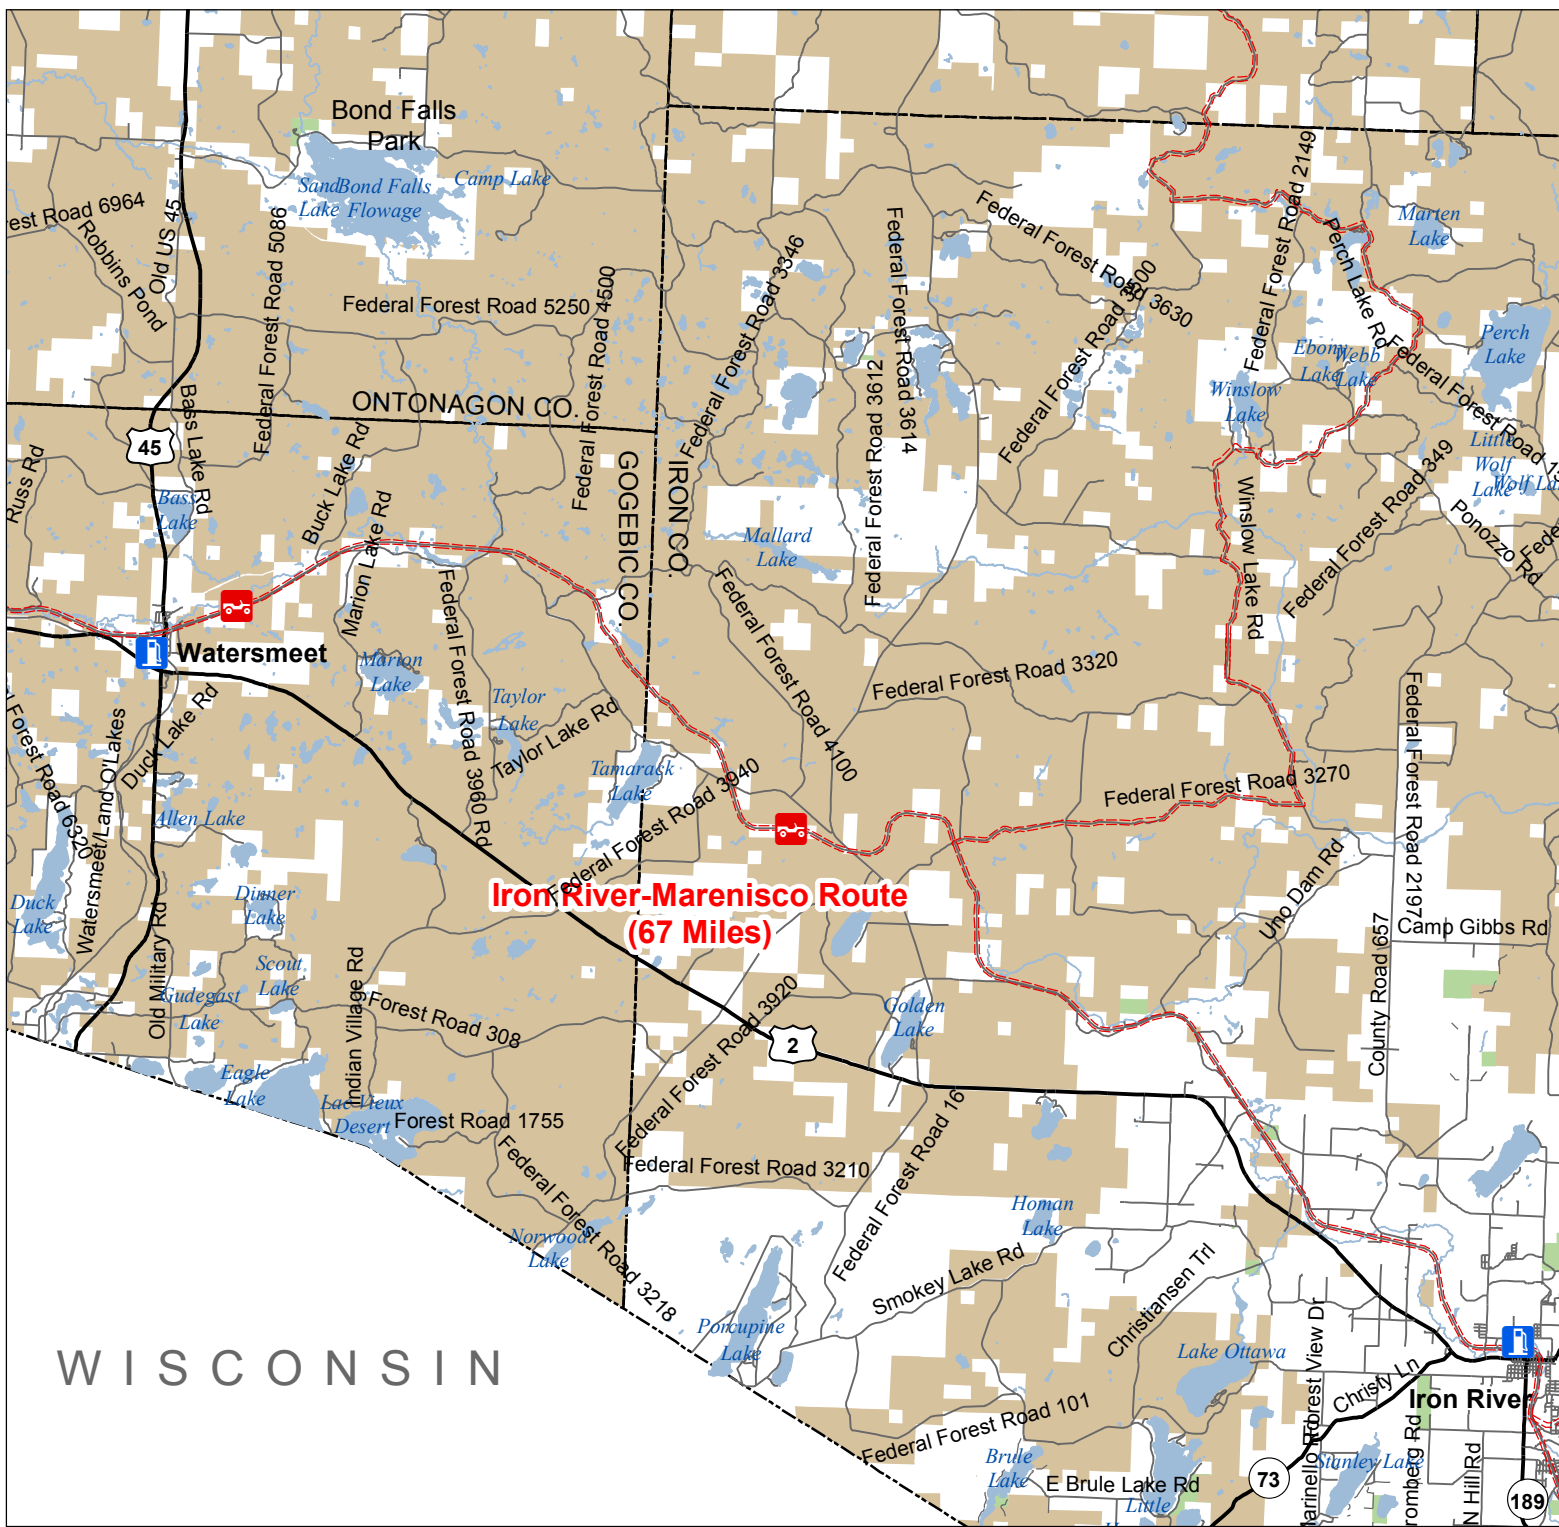 Bond Falls
Park
Sand
Lake
Bond Falls
Flowage
Camp Lake
Federal Forest Road 2149
Marten
Lake
rest Road 6964
Robbins Pond
Old US 45
Federal Forest Road 5086
Federal Forest Road 5250
Federal Forest Road 4500
Federal Forest Road 3346
Federal Forest Road 3614
Federal Forest Road 3612
Federal Forest Road 3630
Perch Lake Rd
Perch
Lake
Ebony
Lake
Webb
Lake
Winslow
Lake
Little
Wolf
Lake
Federal Forest Road 349
Ponozzo Rd
ONTONAGON CO.
GOGEBIC CO.
IRON CO.
45
Bass Lake Rd
Bass
Lake
Russ Rd
Buck Lake Rd
Marion Lake Rd
Mallard
Lake
Winslow Lake Rd
Watersmeet
Marion
Lake
Federal Forest Road 3960 Rd
Taylor
Lake
Taylor Lake Rd
Federal Forest Road 4100
Federal Forest Road 3320
Federal Forest Road 2197
Forest Road 6320
Watersmeet/Land O'Lakes
Duck Lake Rd
Tamarack
Lake
Federal Forest Road 3940
Federal Forest Road 3270
Allen Lake
Duck
Lake
Dinner
Lake
Iron River-Marenisco Route
(67 Miles)
Uno Dam Rd
Camp Gibbs Rd
County Road 657
Old Military Rd
Scout
Lake
Gudegast
Lake
Indian Village Rd
Forest Road 308
Federal Forest Road 3920
Golden
Lake
2
Eagle
Lake
Lac Vieux
Desert
Forest Road 1755
Federal Forest Road 3210
Federal Forest Road 16
Federal Forest Road 3218
Norwood
Lake
Homan
Lake
Smokey Lake Rd
Christiansen Trl
Porcupine
Lake
Lake Ottawa
Forest View Dr
Christy Ln
Iron River
WISCONSIN
Federal Forest Road 101
Brule
Lake
E Brule Lake Rd
Little
73
Stanley Lake
N Hill Rd
189